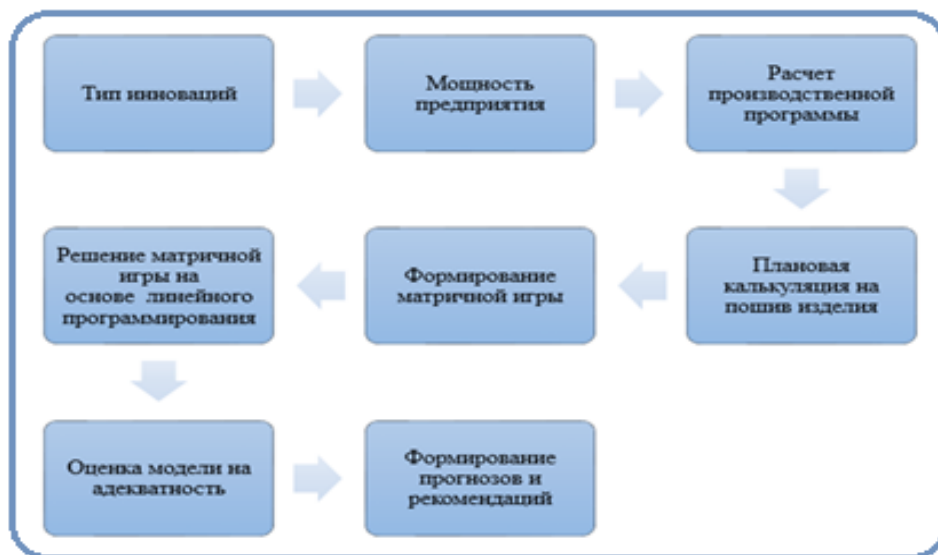 Тип инноваций
Мощность
предприятия
Расчет
производственной
программы
Плановая
калькуляция на
пошив изделия
Формирование
матричной игры
Решение матричной
игры на
основе линейного
программирования
Оценка модели на
адекватность
Формирование
прогнозов и
рекомендаций